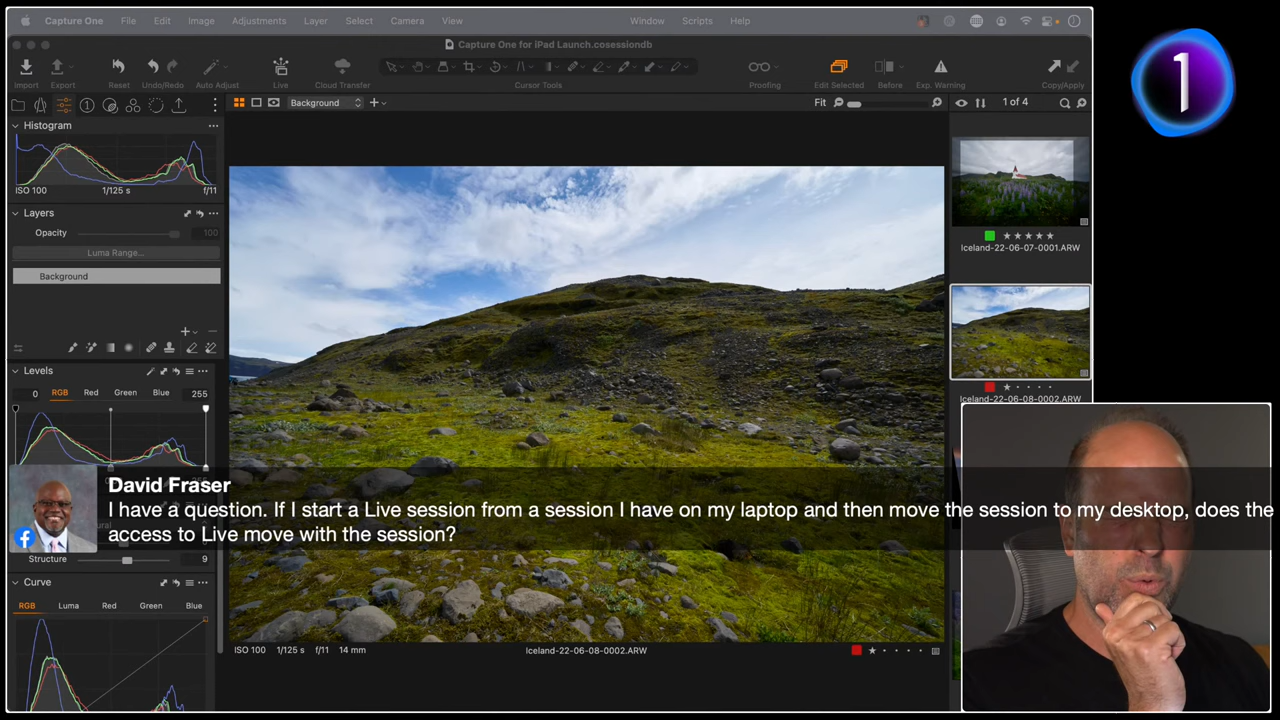 Capture One File Edit Image Adjustments Layer Select Camera View Window Scripts Help
Capture One for iPad Launch.cosessiondb
Import Export Reset Undo/Redo Auto Adjust Live Cloud Transfer Cursor Tools Proofing Edit Selected Before Exp. Warning Copy/Apply
Background Fit 1 of 4
Histogram
ISO 100 1/125 s f/11
Layers
Opacity 100
Luma Range...
Background
Levels
0 RGB Red Green Blue 255
Structure 9
Curve
RGB Luma Red Green Blue
ISO 100 1/125 s f/11 14 mm Iceland-22-06-08-0002.ARW
Iceland-22-06-07-0001.ARW
Iceland-22-06-08-0002.ARW
David Fraser
I have a question. If I start a Live session from a session I have on my laptop and then move the session to my desktop, does the
access to Live move with the session?
1